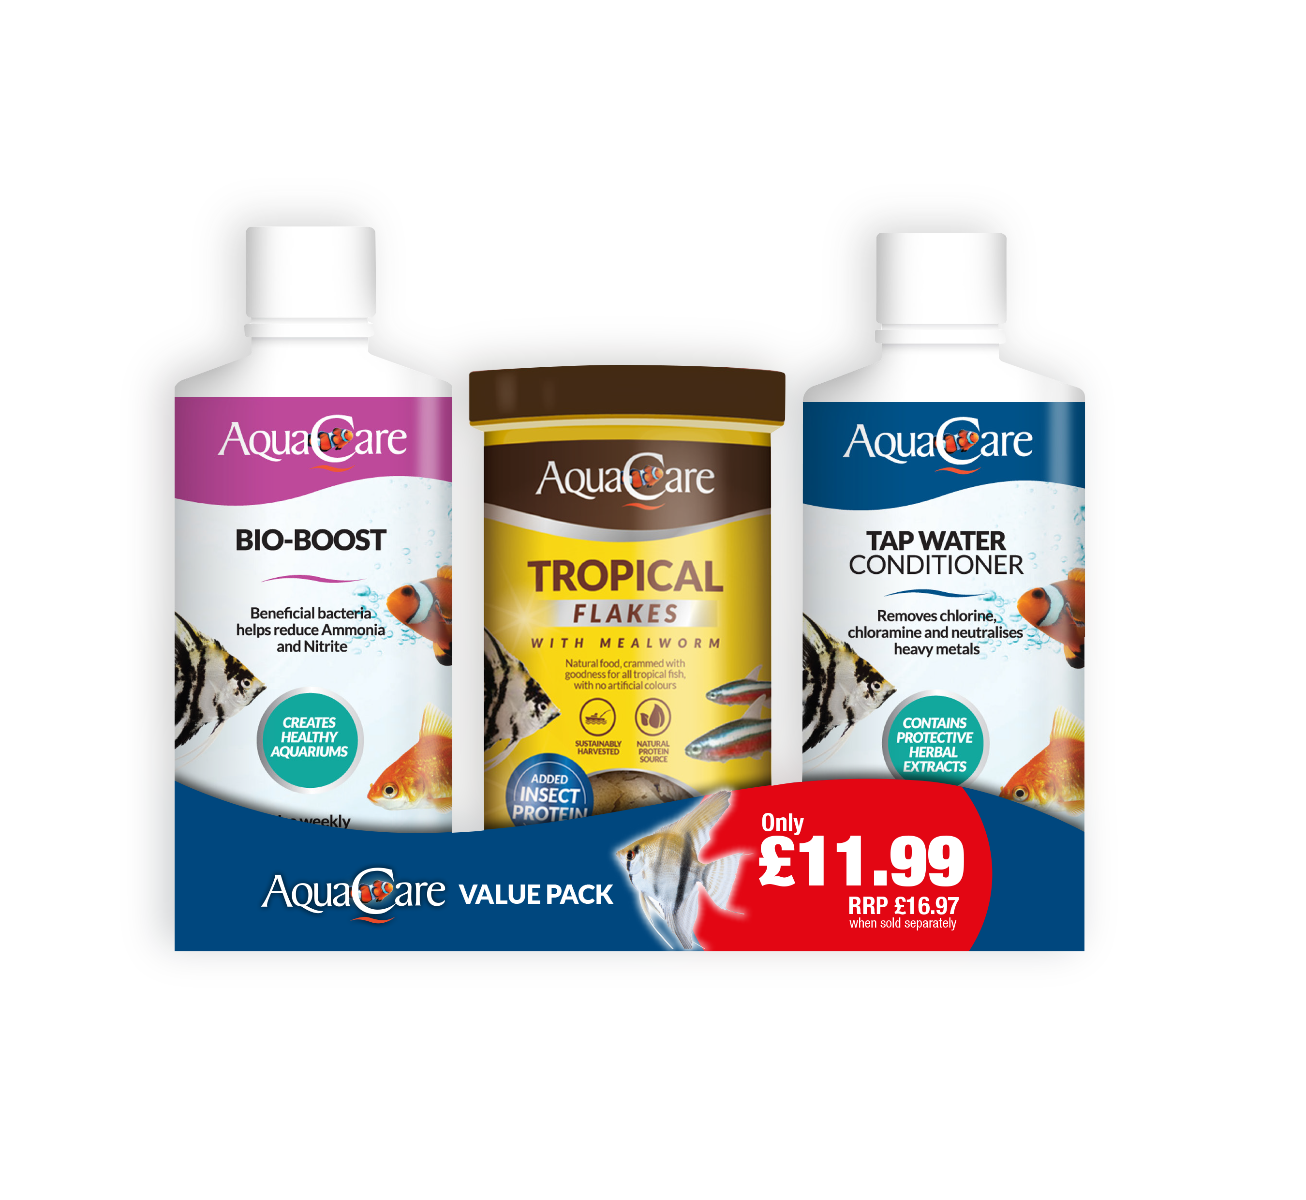 AquaCare
BIO-BOOST
Beneficial bacteria
helps reduce Ammonia
and Nitrite
CREATES
HEALTHY
AQUARIUMS
weekly
AquaCare
TROPICAL
FLAKES
WITH MEALWORM
Natural food, crammed with
goodness for all tropical fish,
with no artificial colours
SUSTAINABLY
HARVESTED
NATURAL
PROTEIN
SOURCE
ADDED
INSECT
PROTEIN
AquaCare
TAP WATER
CONDITIONER
Removes chlorine,
chloramine and neutralises
heavy metals
CONTAINS
PROTECTIVE
HERBAL
EXTRACTS
AquaCare VALUE PACK
Only
£11.99
RRP £16.97
when sold separately